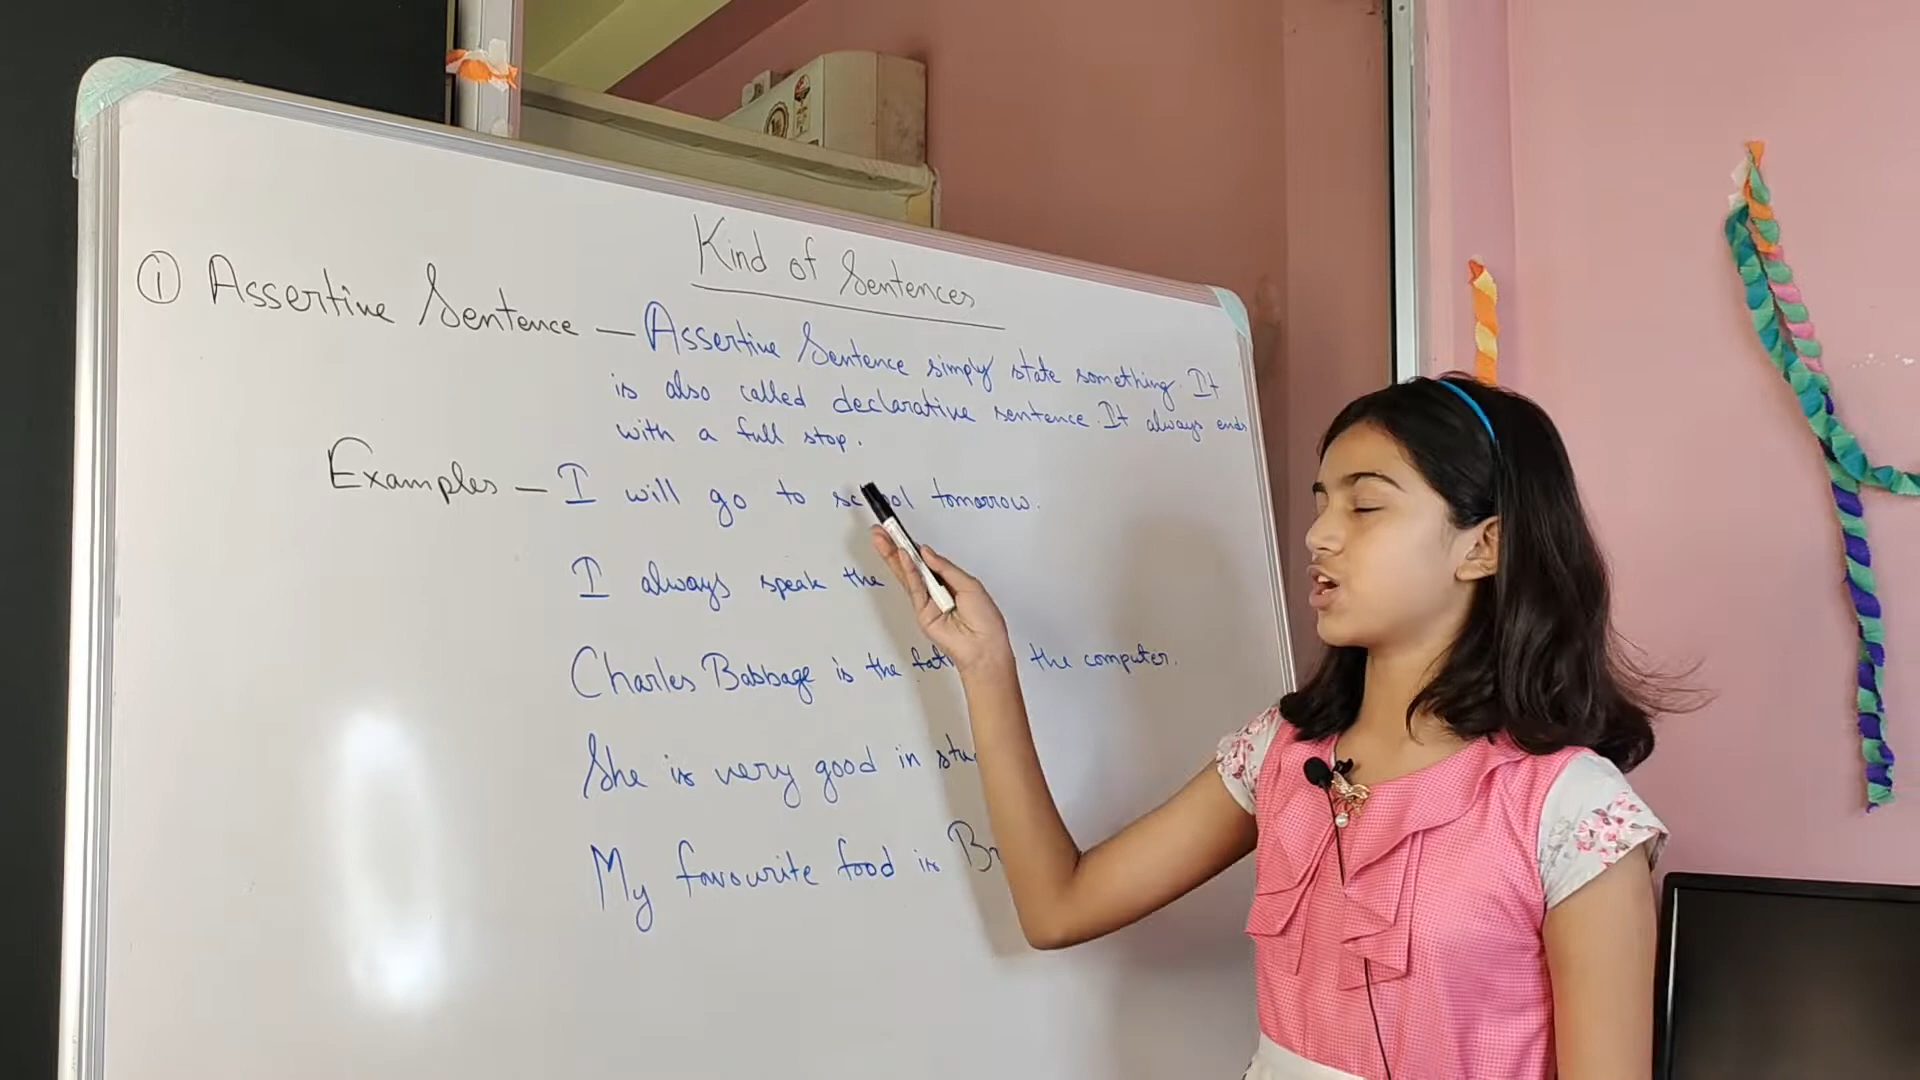 Kind of Sentences
① Assertive Sentence — Assertive Sentence simply state something. It
is also called declarative sentence. It always ends
with a full stop.
Examples — I will go to school tomorrow.
I always speak the
Charles Babbage is the the computer.
She is very good in
My favourite food is